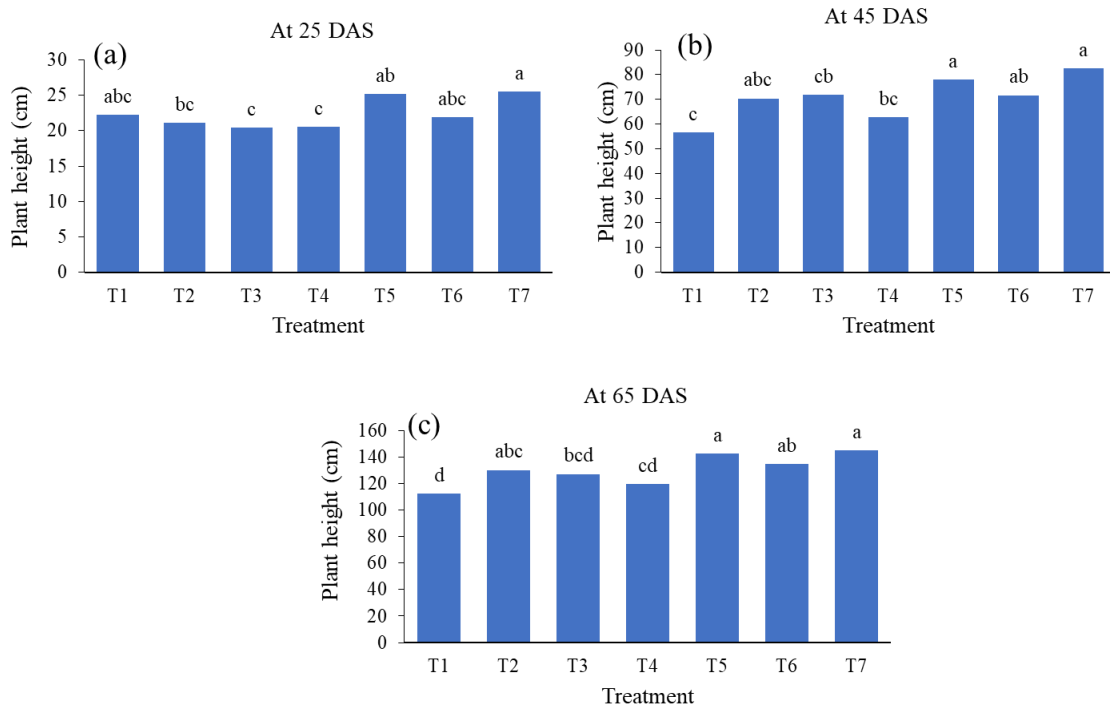 At 25 DAS
(a)
Plant height (cm)
30
25
20
15
10
5
0
abc
bc
c
c
ab
abc
a
T1 T2 T3 T4 T5 T6 T7
Treatment
At 45 DAS
(b)
Plant height (cm)
90
80
70
60
50
40
30
20
10
0
c
abc
cb
bc
a
ab
a
T1 T2 T3 T4 T5 T6 T7
Treatment
At 65 DAS
(c)
Plant height (cm)
160
140
120
100
80
60
40
20
0
d
abc
bcd
cd
a
ab
a
T1 T2 T3 T4 T5 T6 T7
Treatment